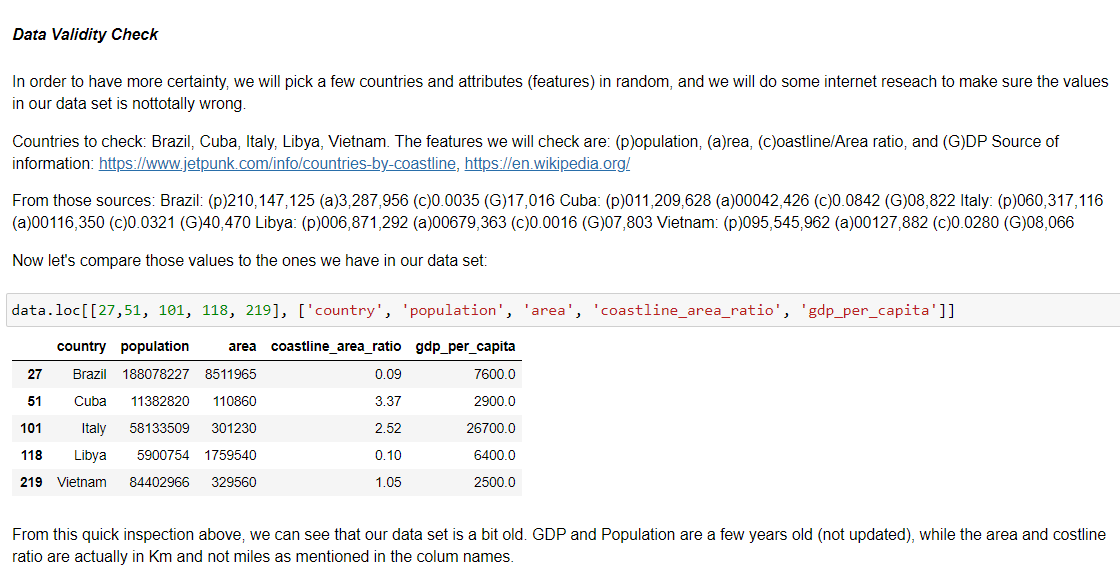 Data Validity Check
In order to have more certainty, we will pick a few countries and attributes (features) in random, and we will do some internet reseach to make sure the values
in our data set is nottotally wrong.
Countries to check: Brazil, Cuba, Italy, Libya, Vietnam. The features we will check are: (p)opulation, (a)rea, (c)oastline/Area ratio, and (G)DP Source of
information: https://www.jetpunk.com/info/countries-by-coastline, https://en.wikipedia.org/
From those sources: Brazil: (p)210,147,125 (a)3,287,956 (c)0.0035 (G)17,016 Cuba: (p)011,209,628 (a)00042,426 (c)0.0842 (G)08,822 Italy: (p)060,317,116
(a)00116,350 (c)0.0321 (G)40,470 Libya: (p)006,871,292 (a)00679,363 (c)0.0016 (G)07,803 Vietnam: (p)095,545,962 (a)00127,882 (c)0.0280 (G)08,066
Now let's compare those values to the ones we have in our data set:
data.loc[[27,51, 101, 118, 219], ['country', 'population', 'area', 'coastline_area_ratio', 'gdp_per_capita']]
country population area coastline_area_ratio gdp_per_capita
27 Brazil 188078227 8511965 0.09 7600.0
51 Cuba 11382820 110860 3.37 2900.0
101 Italy 58133509 301230 2.52 26700.0
118 Libya 5900754 1759540 0.10 6400.0
219 Vietnam 84402966 329560 1.05 2500.0
From this quick inspection above, we can see that our data set is a bit old. GDP and Population are a few years old (not updated), while the area and costline
ratio are actually in Km and not miles as mentioned in the colum names.